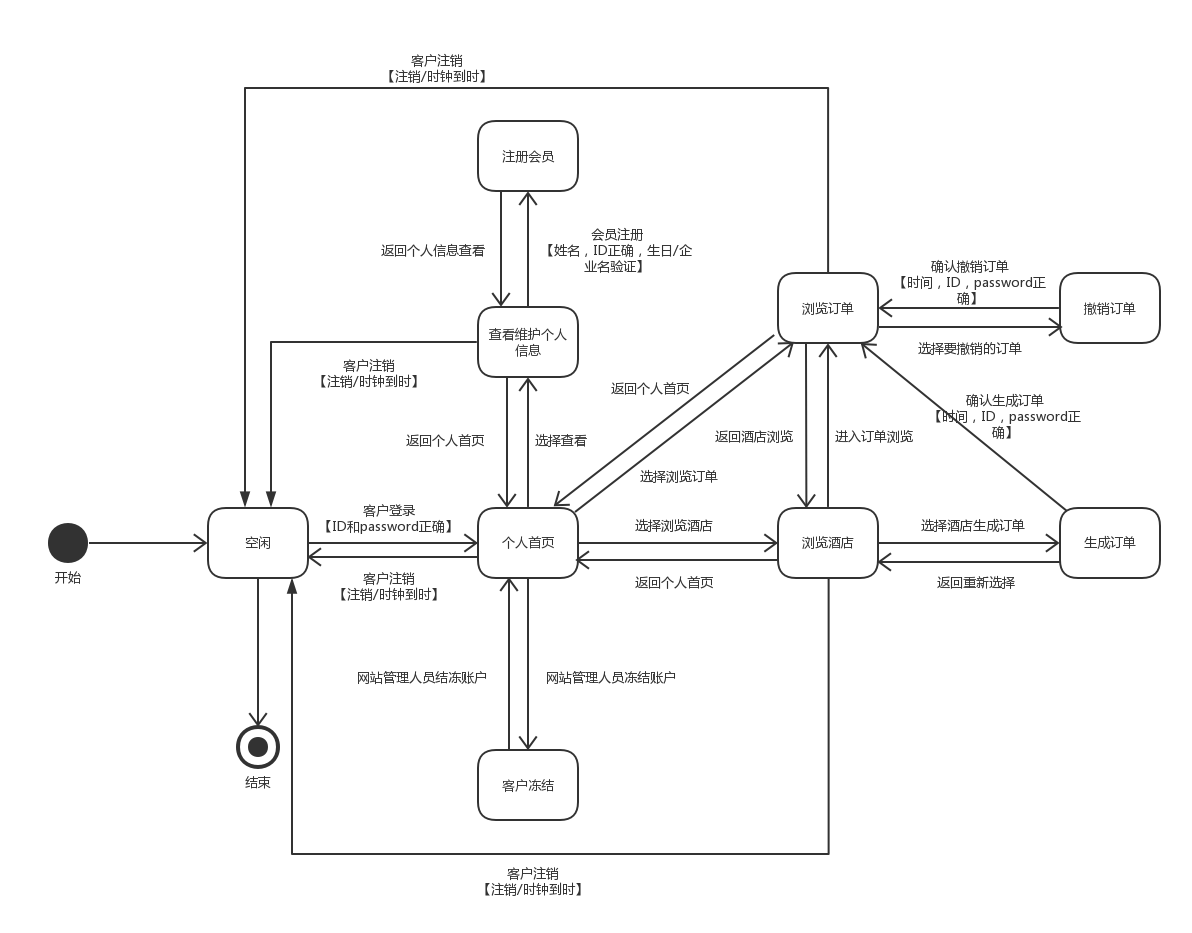 客户注销
【注销/时钟到时】
注册会员
返回个人信息查看
会员注册
【姓名，ID正确，生日/企
业名验证】
确认撤销订单
【时间，ID，password正
确】
浏览订单
撤销订单
选择要撤销的订单
查看维护个人
信息
客户注销
【注销/时钟到时】
返回个人首页
确认生成订单
【时间，ID，password正
确】
返回个人首页
选择查看
返回酒店浏览
进入订单浏览
选择浏览订单
客户登录
【ID和password正确】
选择浏览酒店
选择酒店生成订单
空闲
个人首页
浏览酒店
生成订单
开始
客户注销
【注销/时钟到时】
返回个人首页
返回重新选择
网站管理人员结冻账户
网站管理人员冻结账户
结束
客户冻结
客户注销
【注销/时钟到时】